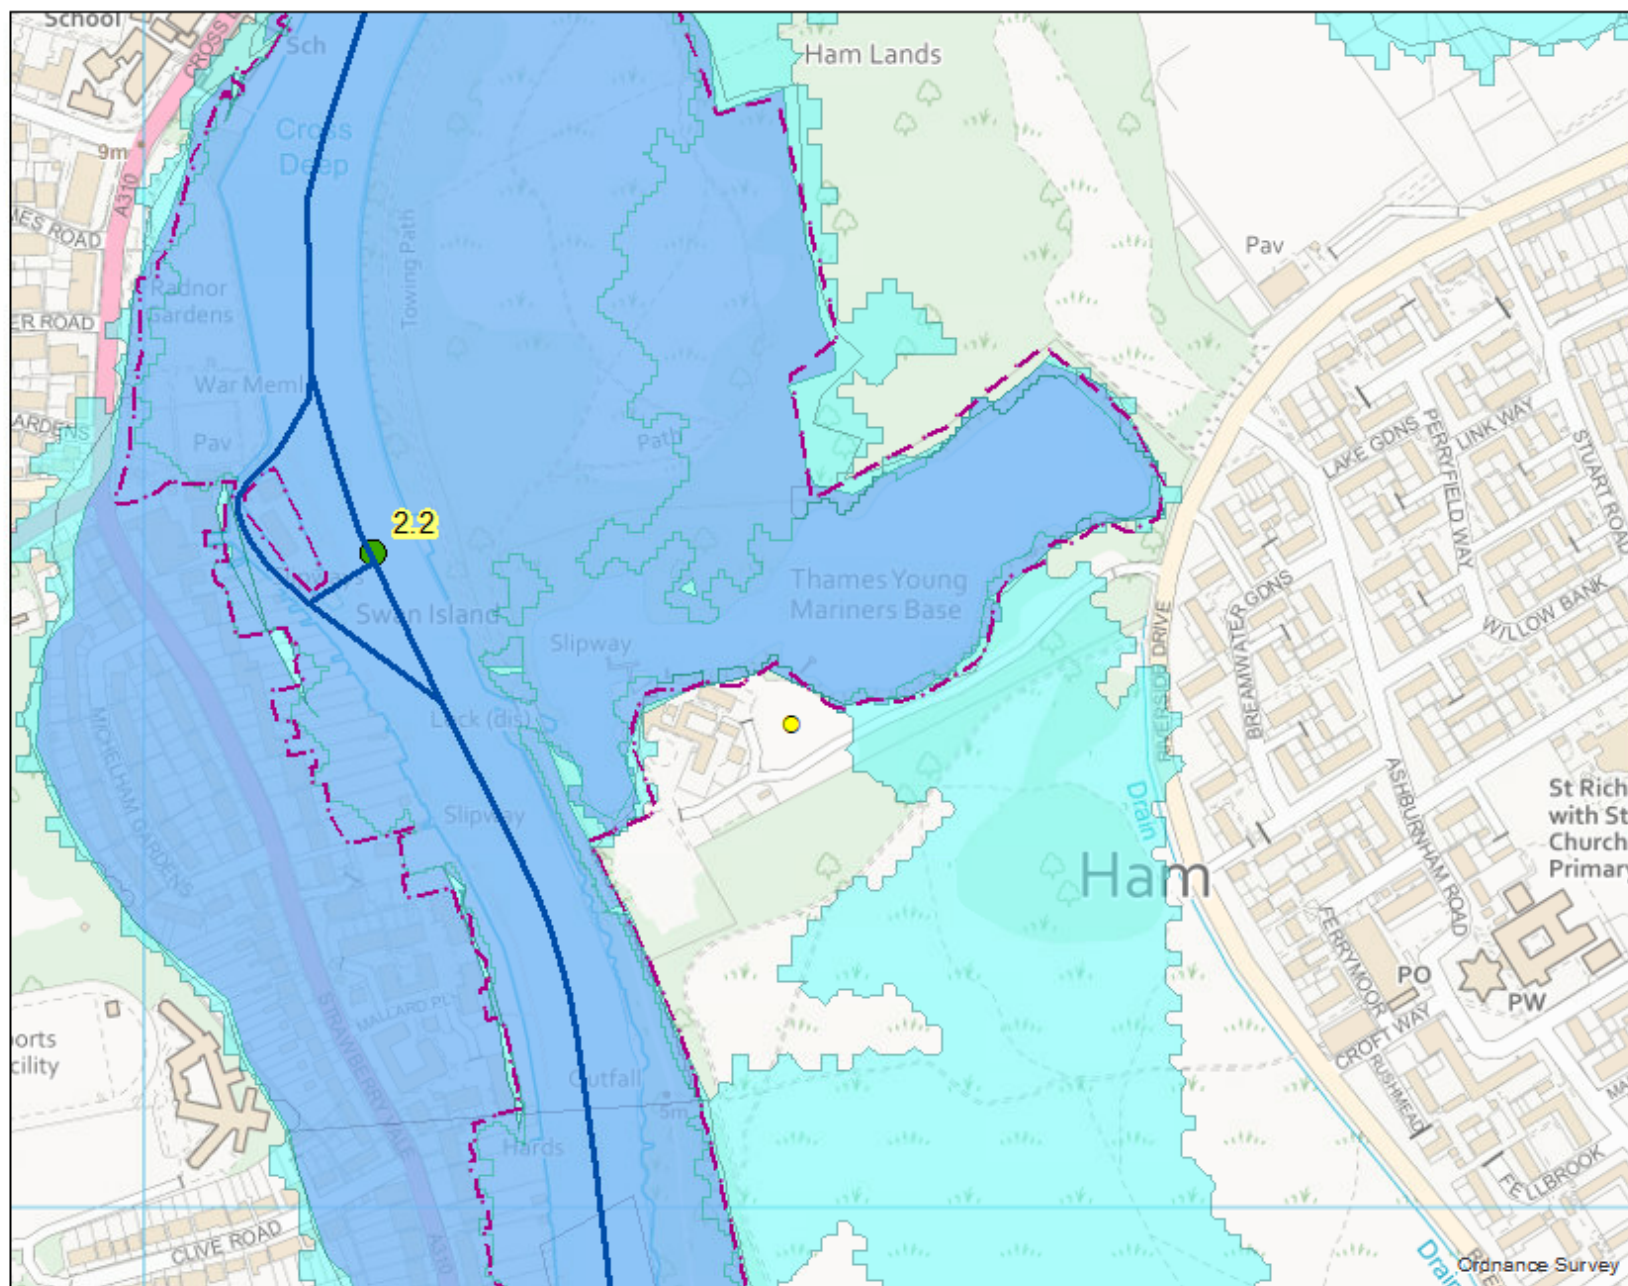 School
Sch
CROSS
Ham Lands
Cross
Deep
9m
A310
MES ROAD
Towing Path
Pav
Radnor
Gardens
ER ROAD
War Meml
ARDENS
Pav
Path
LAKE GDNS
PERRYFIELD WAY
LINK WAY
STUART ROAD
2.2
Swan Island
Slipway
Thames Young
Mariners Base
BREAMWATER GDNS
WILLOW BANK
RIVERSIDE DRIVE
Lock (dis)
MICHELHAM GARDENS
Slipway
Drain
Ham
ASHBURNHAM ROAD
St Rich
with St
Church
Primary
FERRYMOOR
PO
PW
CROFT WAY
STRAWBERRY VALE
MALLARD PL
orts
cility
Outfall
5m
RUSHMEAD
MA
Hards
FELLBROOK
CLIVE ROAD
A310
Drain
Ordnance Survey